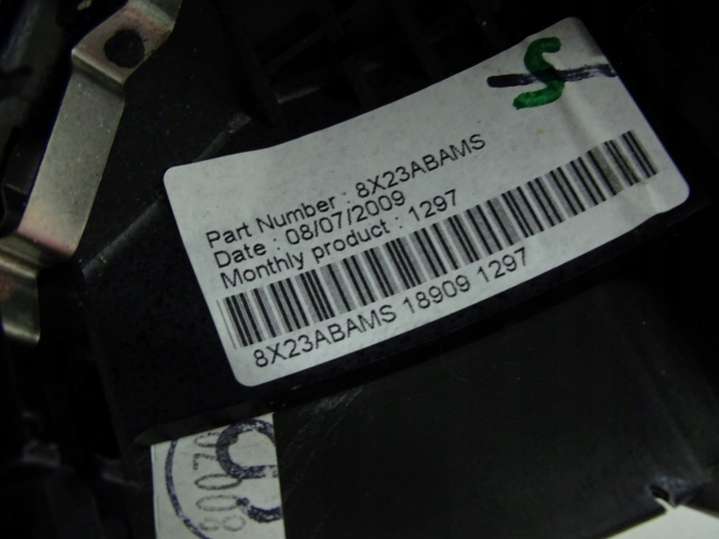 S
Part Number : 8X23ABAMS
Date : 08/07/2009
Monthly product : 1297
8X23ABAMS 18909 1297